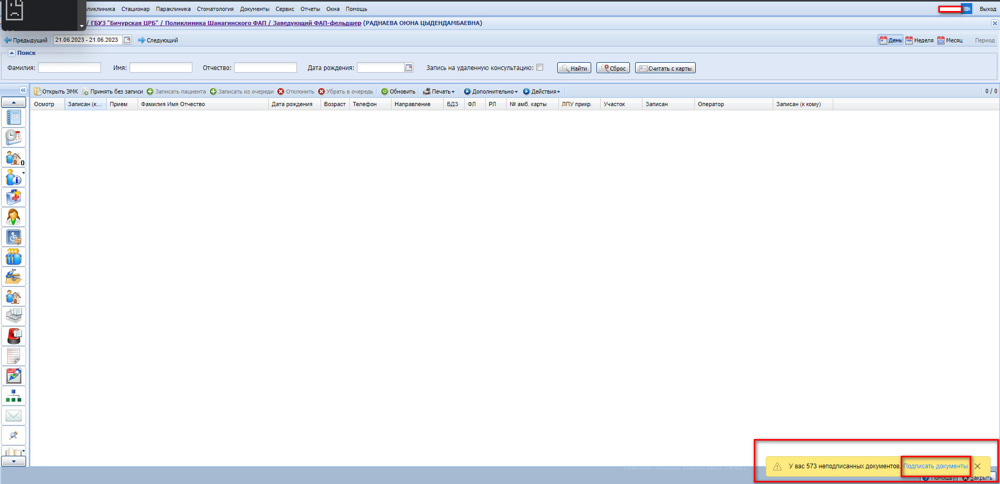 Стационар Параклиника Стоматология Документы Сервис Отчеты Окна Помощь Выход
/ ГБУЗ "Бичурская ЦРБ" / Поликлиника Шанагинского ФАП / Заведующий ФАП-фельдшер (РАДНАЕВА ОЮНА ЦЫДЕНДАМБАЕВНА)
Предыдущий 21.06.2023 - 21.06.2023 Следующий День Неделя Месяц Период
Поиск
Фамилия: Имя: Отчество: Дата рождения: Запись на удаленную консультацию: Найти Сброс Считать с карты
Открыть ЭМК Принять без записи Записать пациента Записать из очереди Отклонить Убрать в очередь Обновить Печать Дополнительно Действия 0 / 0
Осмотр Записан (к... Прием Фамилия Имя Отчество Дата рождения Возраст Телефон Направление БДЗ ФЛ РЛ № амб. карты ЛПУ прикр. Участок Записан Оператор Записан (к кому)
0
У вас 573 неподписанных документов. Подписать документы
Помощь Закрыть